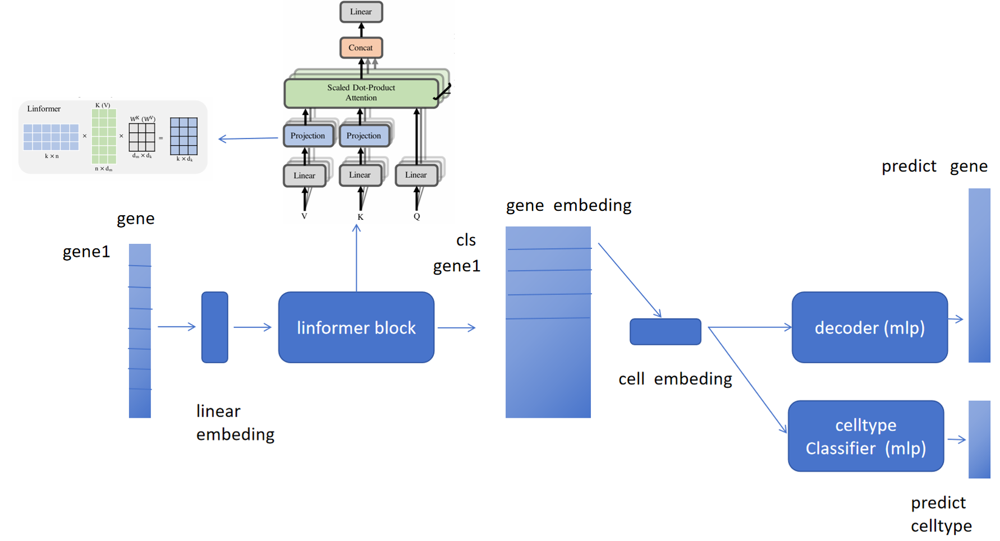 Linear
Concat
Scaled Dot-Product
Attention
Linformer
K (V)
W^K (W^V)
×
×
=
k × n
d_m × d_k
k × d_k
n × d_m
Projection
Projection
Linear
Linear
Linear
V
K
Q
predict gene
gene embeding
gene
gene1
cls
gene1
linformer block
decoder (mlp)
cell embeding
linear
embeding
celltype
Classifier (mlp)
predict
celltype